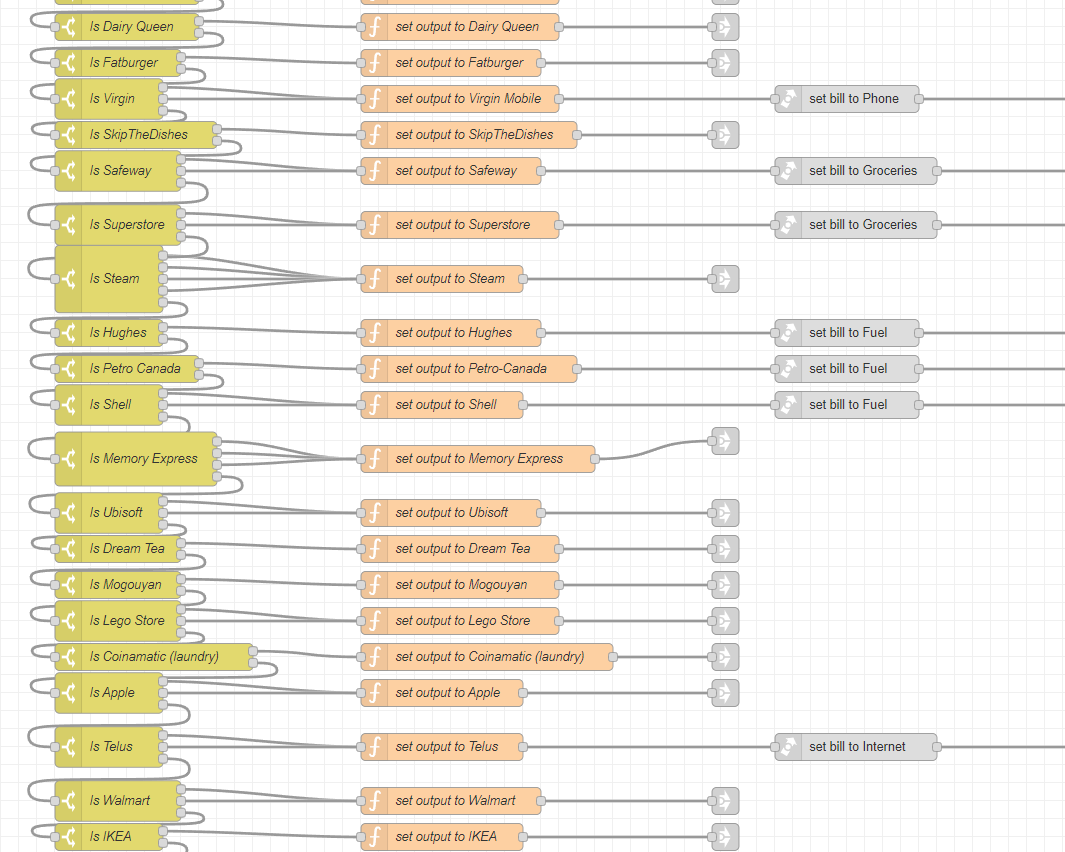 Is Dairy Queen set output to Dairy Queen
Is Fatburger set output to Fatburger
Is Virgin set output to Virgin Mobile set bill to Phone
Is SkipTheDishes set output to SkipTheDishes
Is Safeway set output to Safeway set bill to Groceries
Is Superstore set output to Superstore set bill to Groceries
Is Steam set output to Steam
Is Hughes set output to Hughes set bill to Fuel
Is Petro Canada set output to Petro-Canada set bill to Fuel
Is Shell set output to Shell set bill to Fuel
Is Memory Express set output to Memory Express
Is Ubisoft set output to Ubisoft
Is Dream Tea set output to Dream Tea
Is Mogouyan set output to Mogouyan
Is Lego Store set output to Lego Store
Is Coinamatic (laundry) set output to Coinamatic (laundry)
Is Apple set output to Apple
Is Telus set output to Telus set bill to Internet
Is Walmart set output to Walmart
Is IKEA set output to IKEA